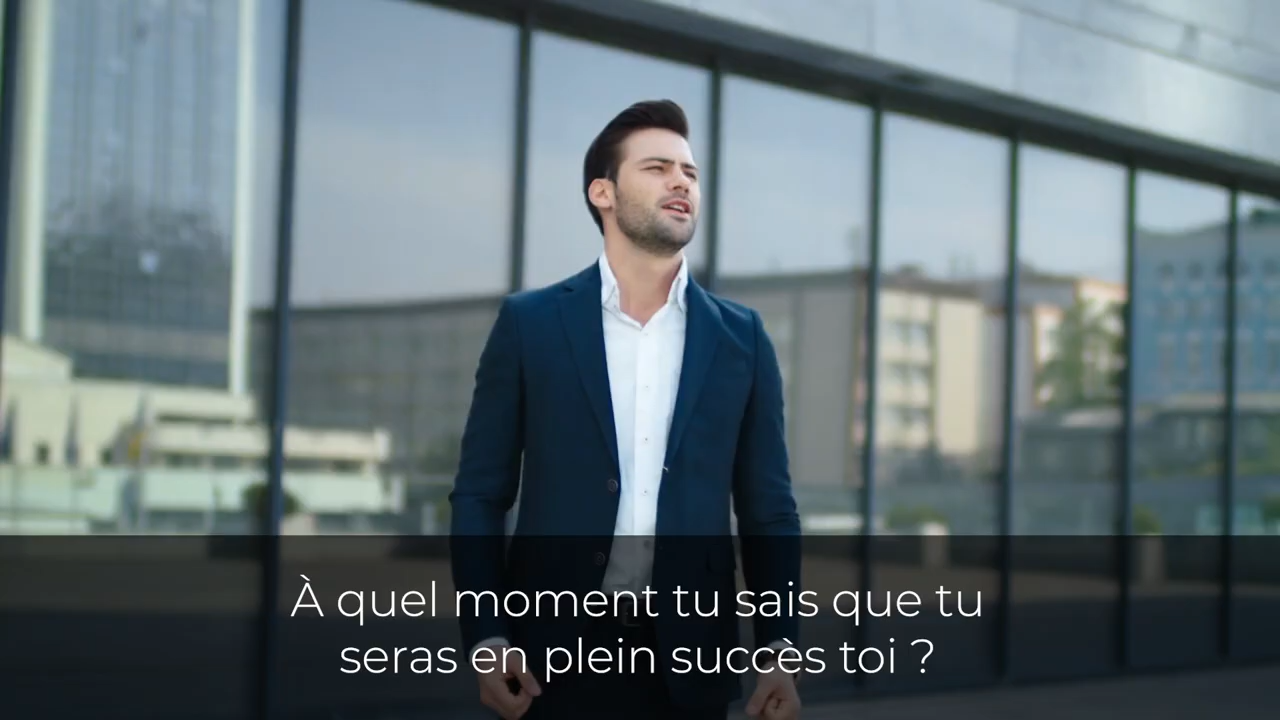 À quel moment tu sais que tu
seras en plein succès toi ?